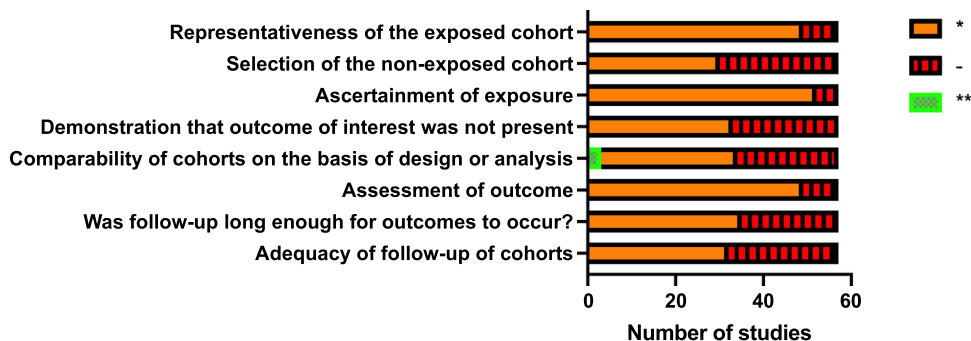 Representativeness of the exposed cohort
Selection of the non-exposed cohort
Ascertainment of exposure
Demonstration that outcome of interest was not present
Comparability of cohorts on the basis of design or analysis
Assessment of outcome
Was follow-up long enough for outcomes to occur?
Adequacy of follow-up of cohorts
0 20 40 60
Number of studies
*
-
**